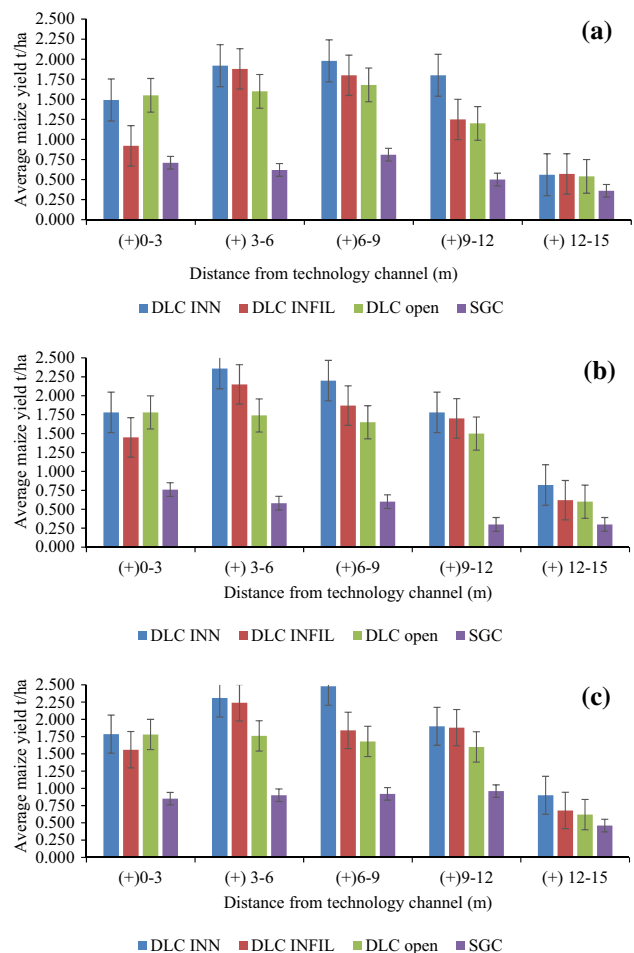 (a)
Average maize yield t/ha
2.500
2.250
2.000
1.750
1.500
1.250
1.000
0.750
0.500
0.250
0.000
(+)0-3 (+) 3-6 (+)6-9 (+)9-12 (+) 12-15
Distance from technology channel (m)
DLC INN DLC INFIL DLC open SGC
(b)
Average maize yield t/ha
2.500
2.250
2.000
1.750
1.500
1.250
1.000
0.750
0.500
0.250
0.000
(+)0-3 (+) 3-6 (+)6-9 (+)9-12 (+) 12-15
Distance from technology channel (m)
DLC INN DLC INFIL DLC open SGC
(c)
Average maize yield t/ha
2.500
2.250
2.000
1.750
1.500
1.250
1.000
0.750
0.500
0.250
0.000
(+)0-3 (+) 3-6 (+)6-9 (+)9-12 (+) 12-15
Distance from technology channel (m)
DLC INN DLC INFIL DLC open SGC